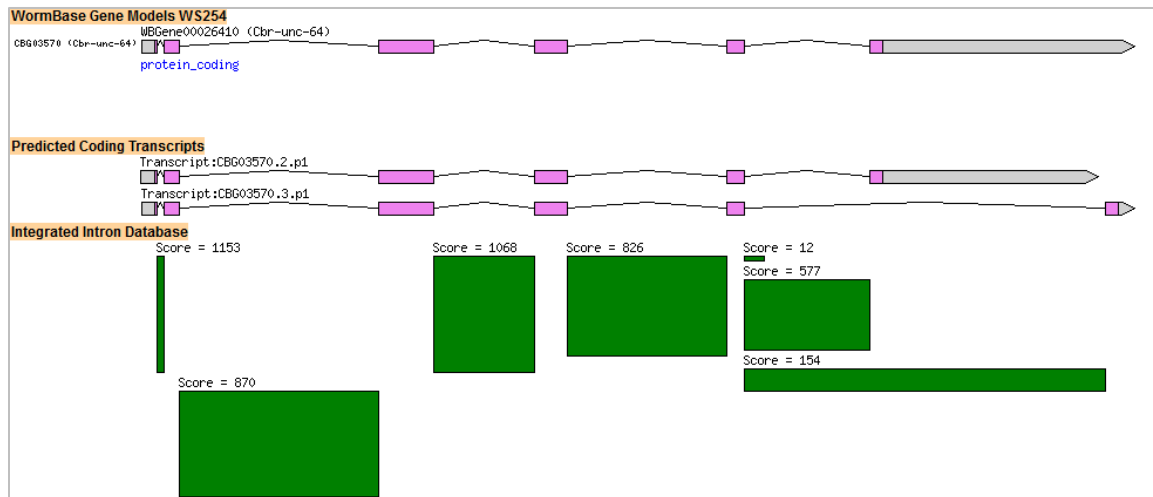 WormBase Gene Models WS254
WBGene00026410 (Cbr-unc-64)
CBG03570 (Cbr-unc-64)
protein_coding
Predicted Coding Transcripts
Transcript:CBG03570.2.p1
Transcript:CBG03570.3.p1
Integrated Intron Database
Score = 1153
Score = 1068
Score = 826
Score = 12
Score = 577
Score = 154
Score = 870